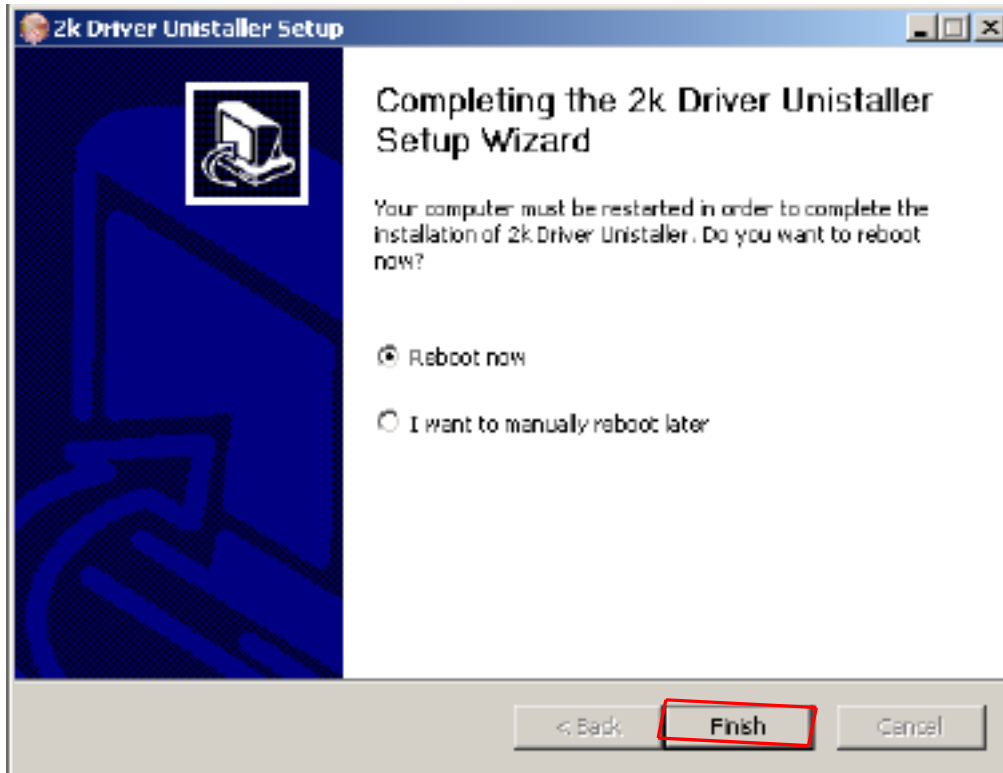 2k Driver Unistaller Setup
Completing the 2k Driver Unistaller
Setup Wizard
Your computer must be restarted in order to complete the
installation of 2k Driver Unistaller. Do you want to reboot
now?
Reboot now
I want to manually reboot later
< Back
Finish
Cancel